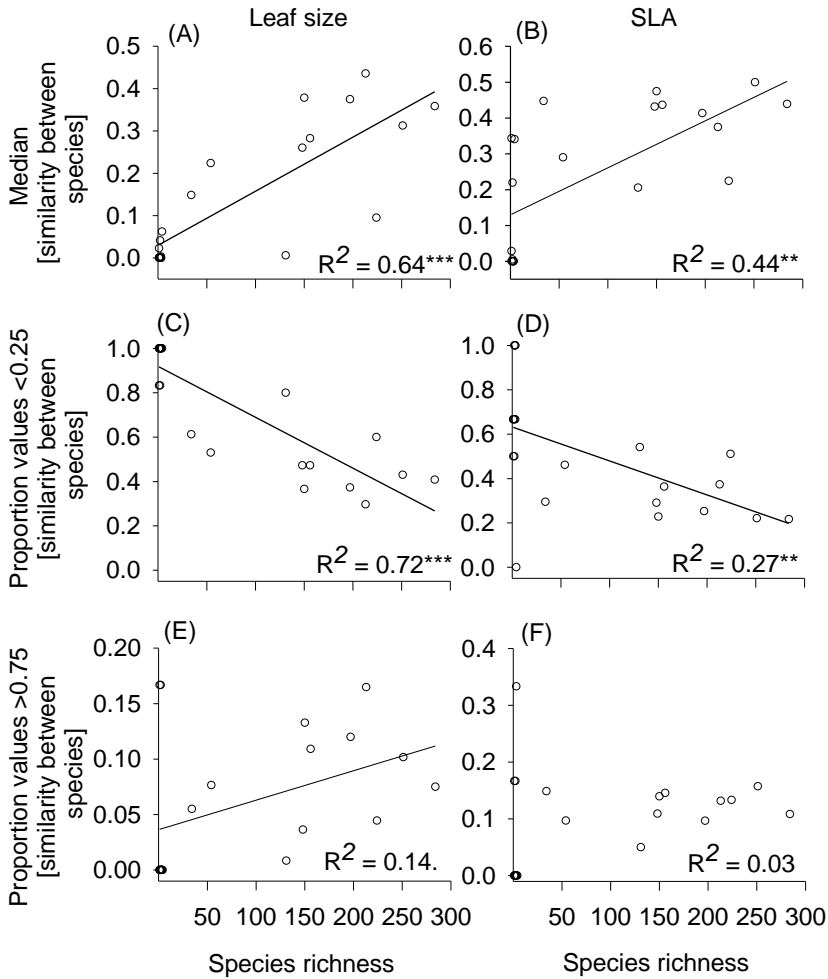 Leaf size
SLA
(A)
Median
[similarity between
species]
0.5
0.4
0.3
0.2
0.1
0.0
R2 = 0.64***
(B)
0.6
0.5
0.4
0.3
0.2
0.1
0.0
R2 = 0.44**
(C)
Proportion values <0.25
[similarity between
species]
1.0
0.8
0.6
0.4
0.2
0.0
R2 = 0.72***
(D)
1.0
0.8
0.6
0.4
0.2
0.0
R2 = 0.27**
(E)
Proportion values >0.75
[similarity between
species]
0.20
0.15
0.10
0.05
0.00
R2 = 0.14.
50 100 150 200 250 300
Species richness
(F)
0.4
0.3
0.2
0.1
0.0
R2 = 0.03
50 100 150 200 250 300
Species richness